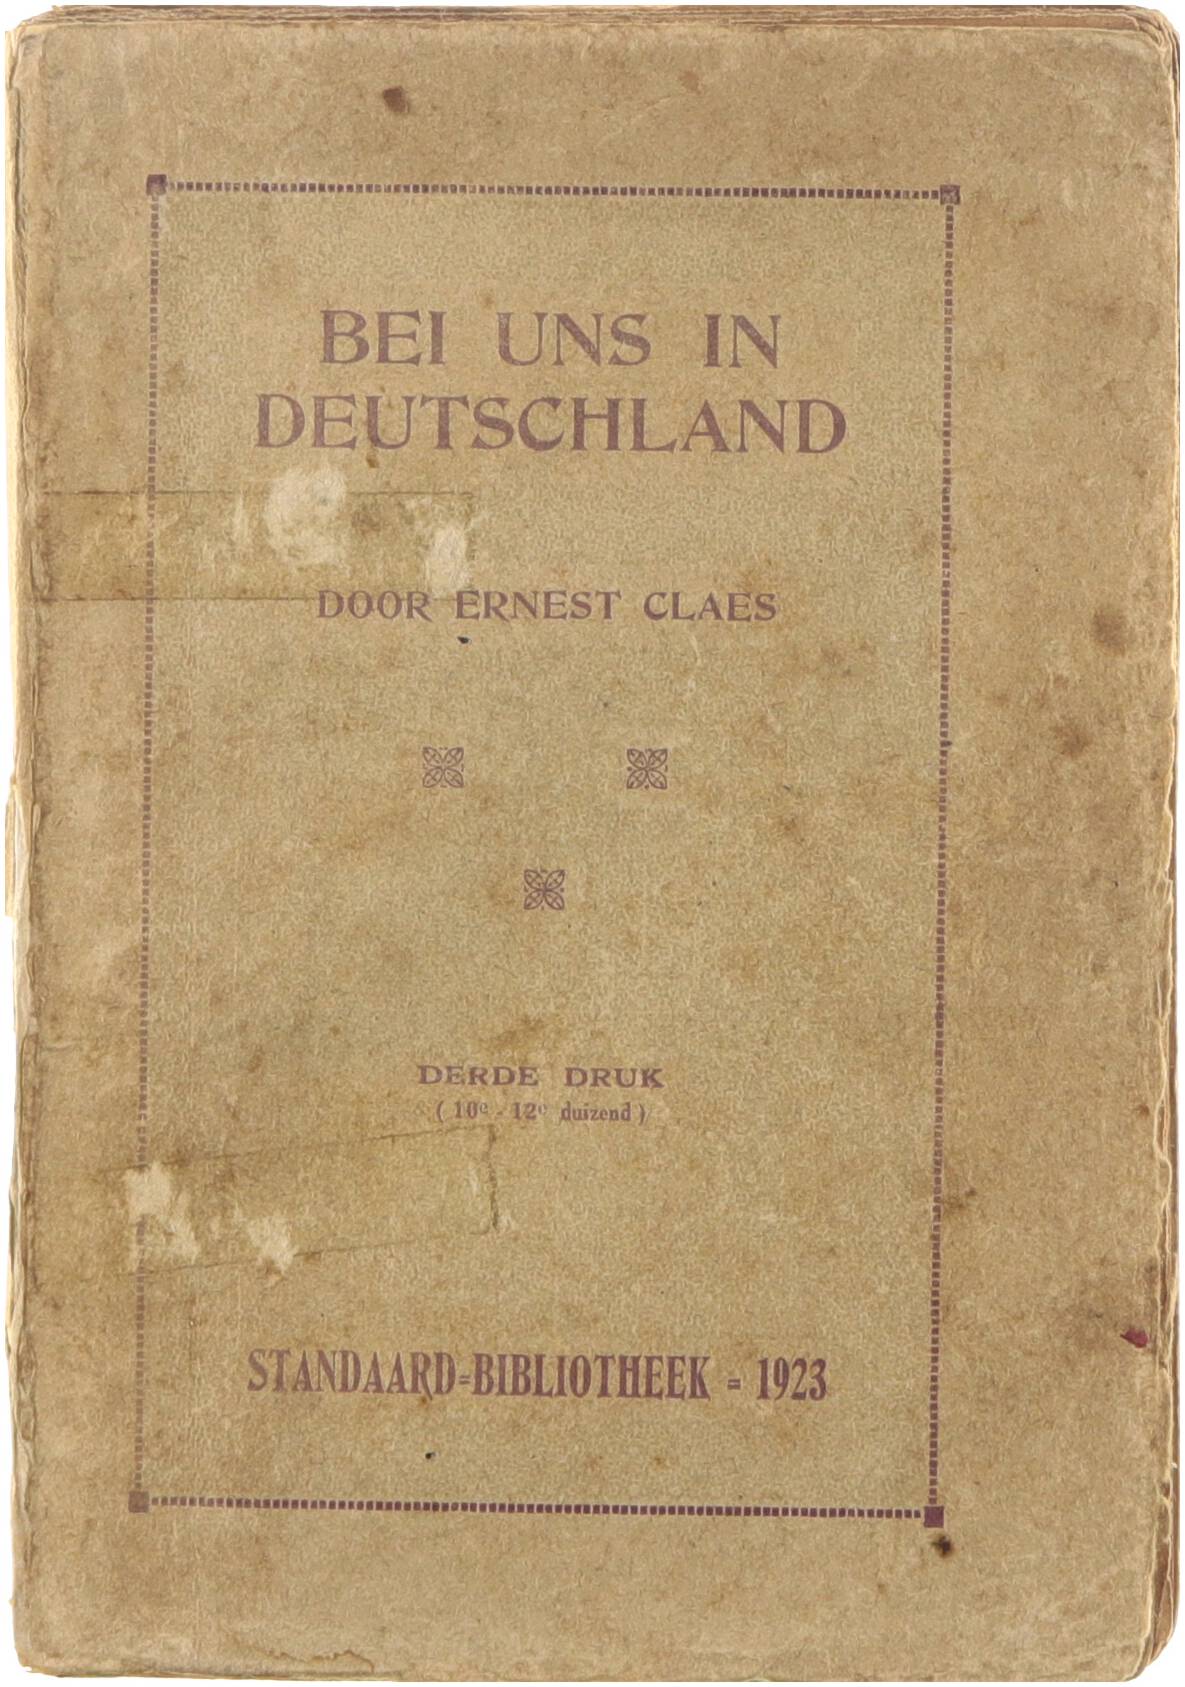 BEI UNS IN
DEUTSCHLAND
DOOR ERNEST CLAES
DERDE DRUK
( 10e - 12e duizend )
STANDAARD=BIBLIOTHEEK = 1923